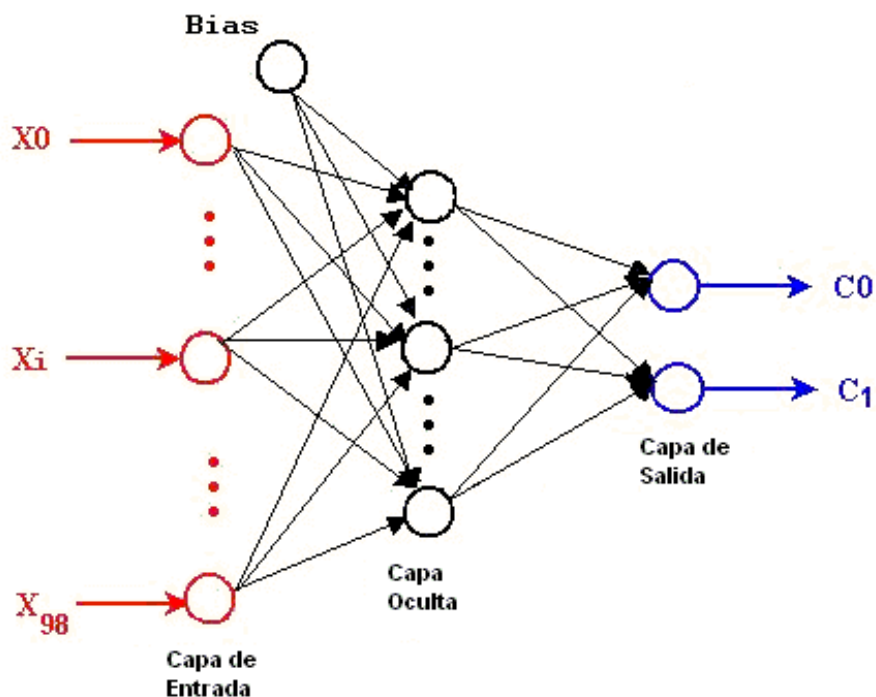 Bias
X0
Xi
X98
C0
C1
Capa de
Salida
Capa
Oculta
Capa de
Entrada